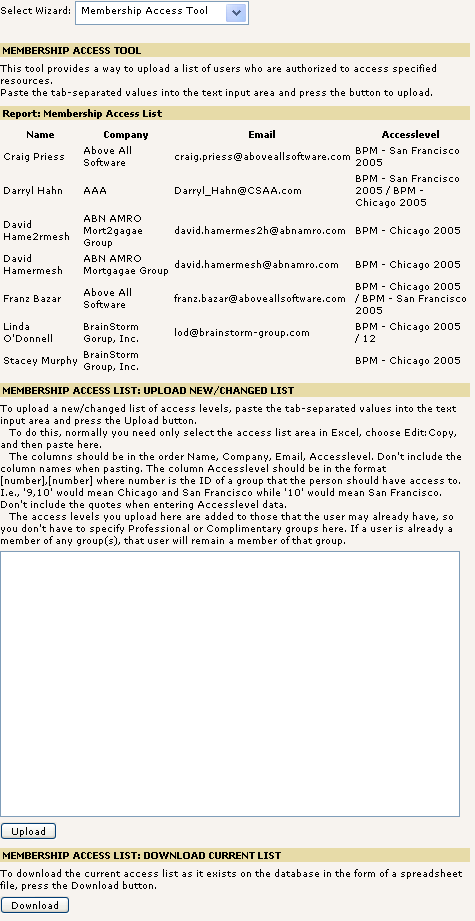 Select Wizard: Membership Access Tool
MEMBERSHIP ACCESS TOOL
This tool provides a way to upload a list of users who are authorized to access specified
resources.
Paste the tab-separated values into the text input area and press the button to upload.
Report: Membership Access List
Name Company Email Accesslevel
Craig Priess Above All Software craig.priess@aboveallsoftware.com BPM - San Francisco 2005
Darryl Hahn AAA Darryl_Hahn@CSAA.com BPM - San Francisco 2005 / BPM - Chicago 2005
David Hame2rmesh ABN AMRO Mort2gagae Group david.hamermes2h@abnamro.com BPM - Chicago 2005
David Hamermesh ABN AMRO Mortgagae Group david.hamermesh@abnamro.com BPM - Chicago 2005
Franz Bazar Above All Software franz.bazar@aboveallsoftware.com BPM - Chicago 2005 / BPM - San Francisco 2005
Linda O'Donnell BrainStorm Gorup, Inc. lod@brainstorm-group.com BPM - Chicago 2005 / 12
Stacey Murphy BrainStorm Gorup, Inc. BPM - Chicago 2005
MEMBERSHIP ACCESS LIST: UPLOAD NEW/CHANGED LIST
To upload a new/changed list of access levels, paste the tab-separated values into the text
input area and press the Upload button.
To do this, normally you need only select the access list area in Excel, choose Edit:Copy,
and then paste here.
The columns should be in the order Name, Company, Email, Accesslevel. Don't include the
column names when pasting. The column Accesslevel should be in the format
[number],[number] where number is the ID of a group that the person should have access to.
I.e., '9,10' would mean Chicago and San Francisco while '10' would mean San Francisco.
Don't include the quotes when entering Accesslevel data.
The access levels you upload here are added to those that the user may already have, so
you don't have to specify Professional or Complimentary groups here. If a user is already a
member of any group(s), that user will remain a member of that group.
Upload
MEMBERSHIP ACCESS LIST: DOWNLOAD CURRENT LIST
To download the current access list as it exists on the database in the form of a spreadsheet
file, press the Download button.
Download